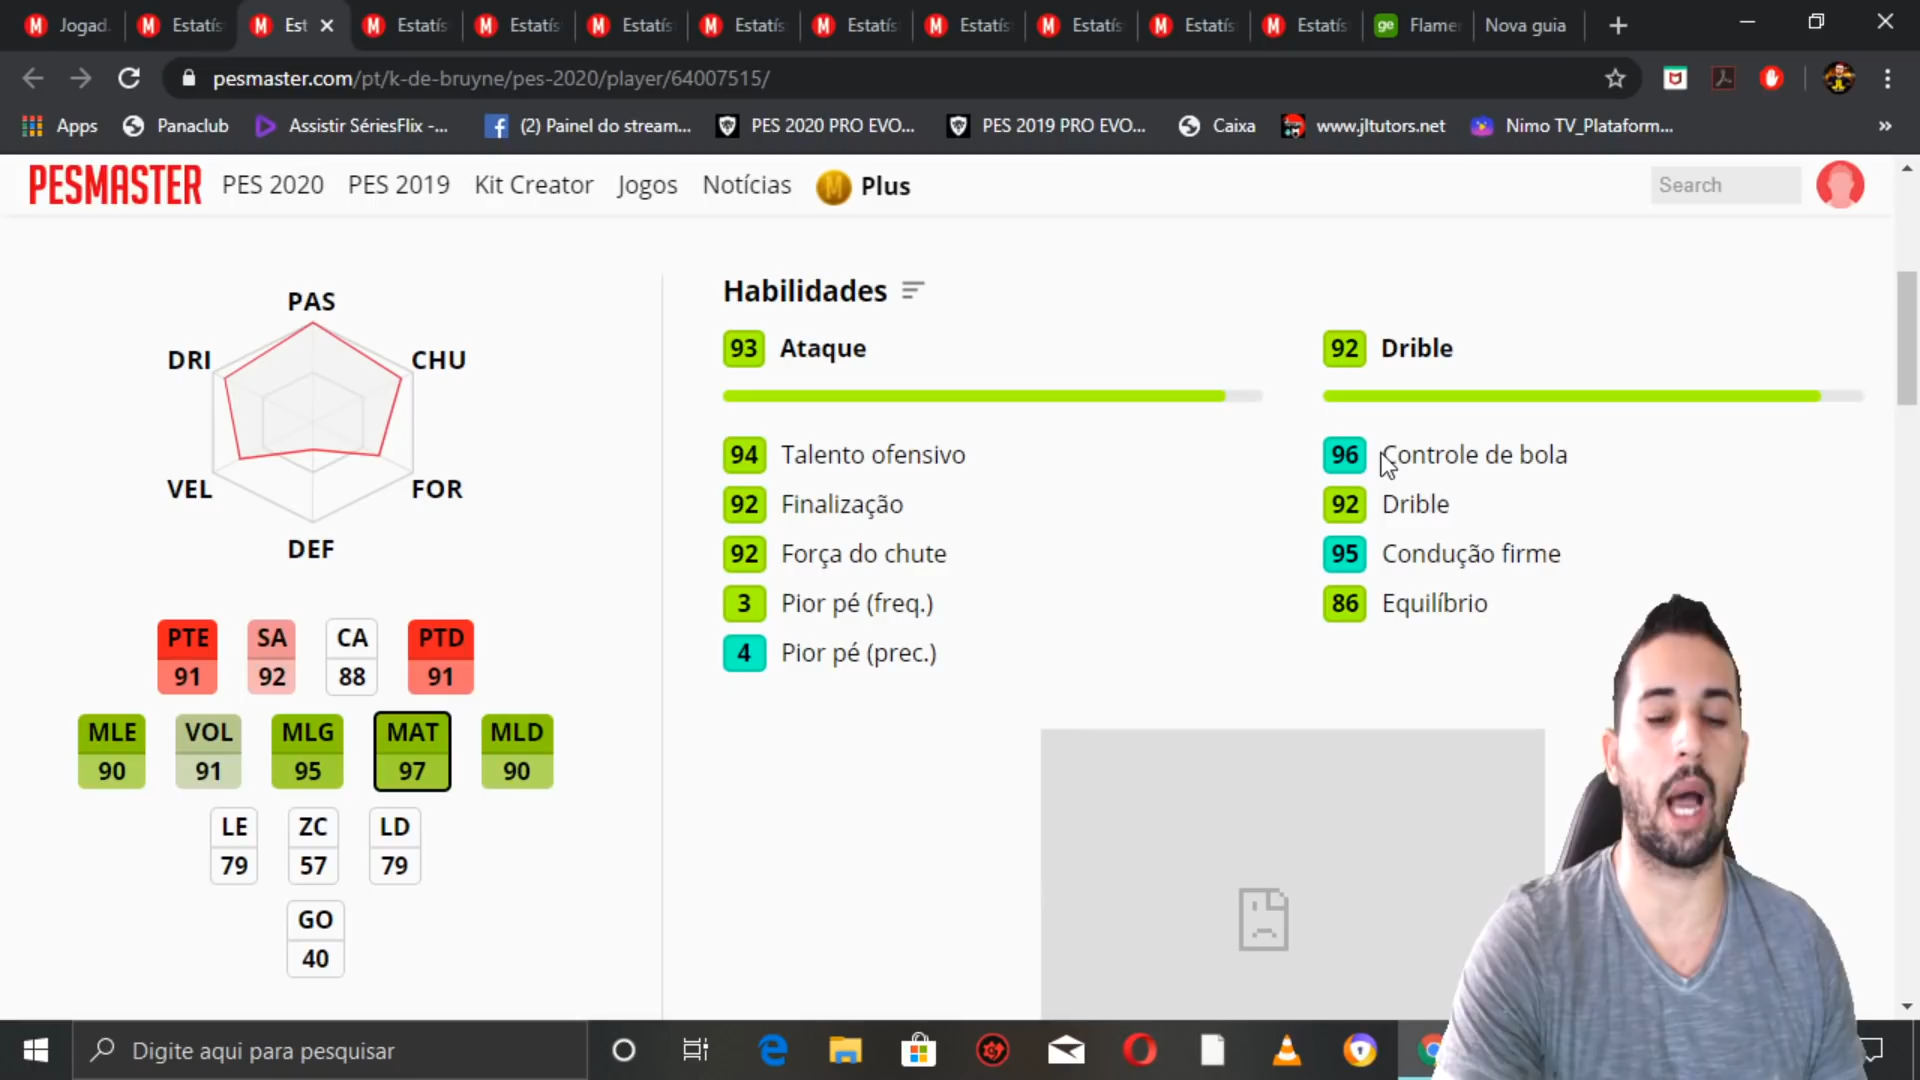 Jogad
Estatís
Est
Estatís
Estatís
Estatís
Estatís
Estatís
Estatís
Estatís
Estatís
Estatís
ge
Flame
Nova guia
pesmaster.com/pt/k-de-bruyne/pes-2020/player/64007515/
Apps
Panaclub
Assistir SériesFlix -...
(2) Painel do stream...
PES 2020 PRO EVO...
PES 2019 PRO EVO...
Caixa
www.jltutors.net
Nimo TV_Plataform...
PESMASTER
PES 2020
PES 2019
Kit Creator
Jogos
Notícias
M
Plus
Search
PAS
DRI
CHU
VEL
FOR
DEF
Habilidades
93 Ataque
92 Drible
94 Talento ofensivo
96 Controle de bola
92 Finalização
92 Drible
92 Força do chute
95 Condução firme
3 Pior pé (freq.)
86 Equilíbrio
4 Pior pé (prec.)
PTE SA CA PTD
91 92 88 91
MLE VOL MLG MAT MLD
90 91 95 97 90
LE ZC LD
79 57 79
GO
40
Digite aqui para pesquisar